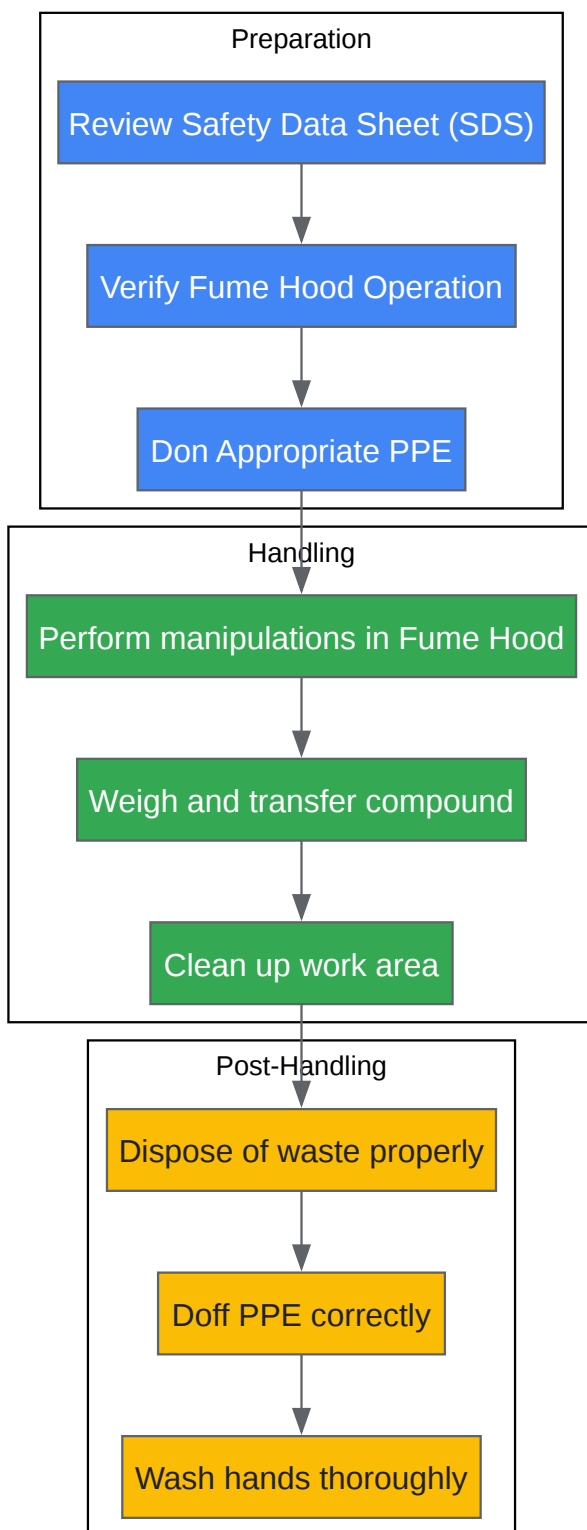 Preparation
Review Safety Data Sheet (SDS)
Verify Fume Hood Operation
Don Appropriate PPE
Handling
Perform manipulations in Fume Hood
Weigh and transfer compound
Clean up work area
Post-Handling
Dispose of waste properly
Doff PPE correctly
Wash hands thoroughly